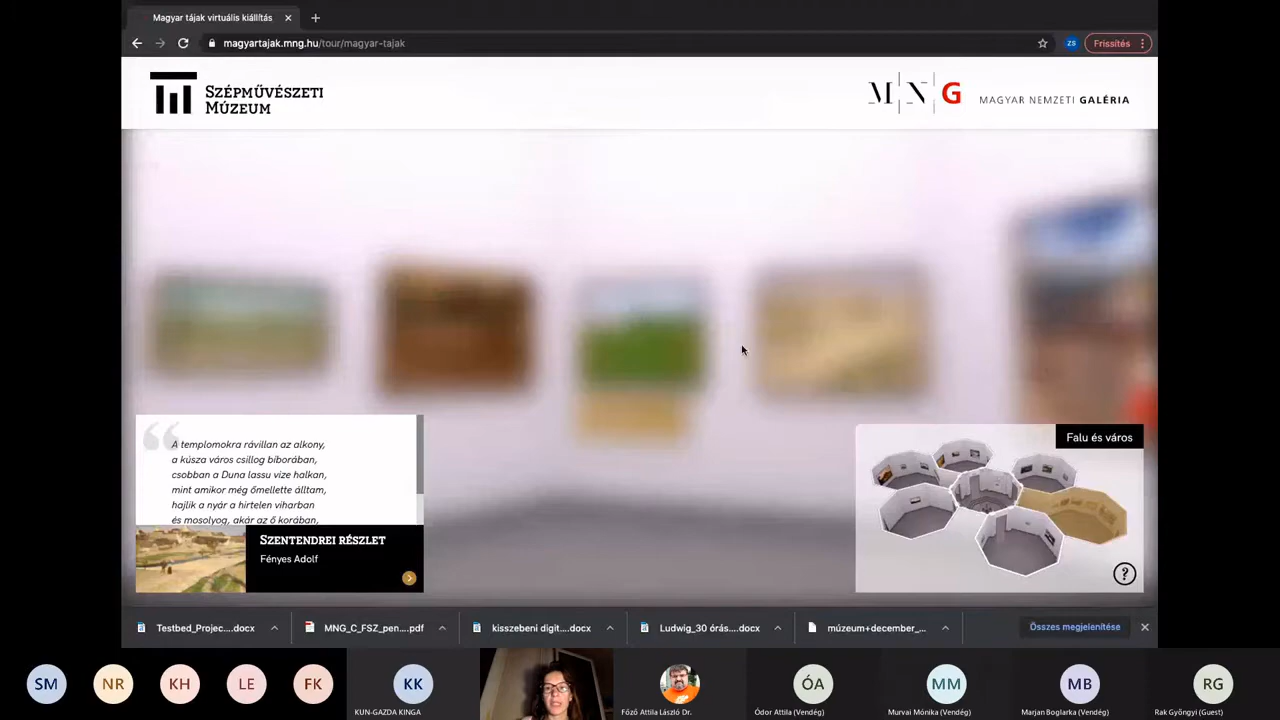 Magyar tájak virtuális kiállítás
magyartajak.mng.hu/tour/magyar-tajak
ZS
Frissítés
SZÉPMŰVÉSZETI
MÚZEUM
MNG
MAGYAR NEMZETI GALÉRIA
A templomokra rávillan az alkony,
a kúsza város csillog bíborában,
csobban a Duna lassu vize halkan,
mint amikor még őmellette álltam,
hajlik a nyár a hirtelen viharban
és mosolyog, akár az ő korában,
SZENTENDREI RÉSZLET
Fényes Adolf
Falu és város
?
Testbed_Projec....docx
MNG_C_FSZ_pen....pdf
kisszebeni digit....docx
Ludwig_30 órás....docx
múzeum+december_...
Összes megjelenítése
SM
NR
KH
LE
FK
KK
ÓA
MM
MB
RG
KUN-GAZDA KINGA
Főző Attila László Dr.
Ódor Attila (Vendég)
Murvai Mónika (Vendég)
Marjan Boglarka (Vendég)
Rak Gyöngyi (Guest)